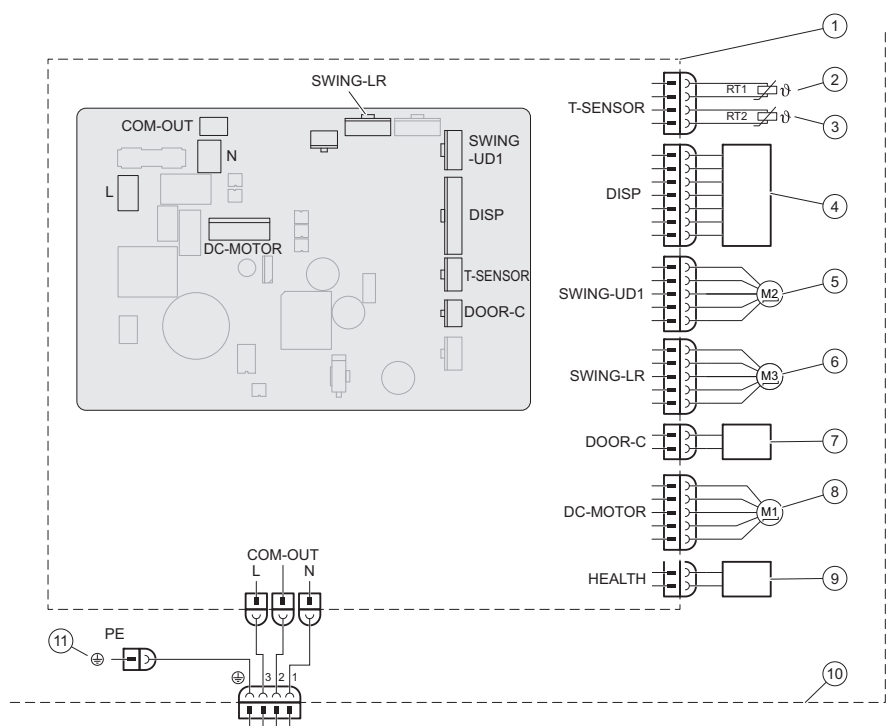 1
SWING-LR
T-SENSOR
RT1 ϑ
2
RT2 ϑ
3
COM-OUT
N
SWING
-UD1
L
DISP
DISP
4
DC-MOTOR
T-SENSOR
SWING-UD1
M2
5
DOOR-C
SWING-LR
M3
6
DOOR-C
7
DC-MOTOR
M1
8
COM-OUT
L N
HEALTH
9
11
PE
3 2 1
10